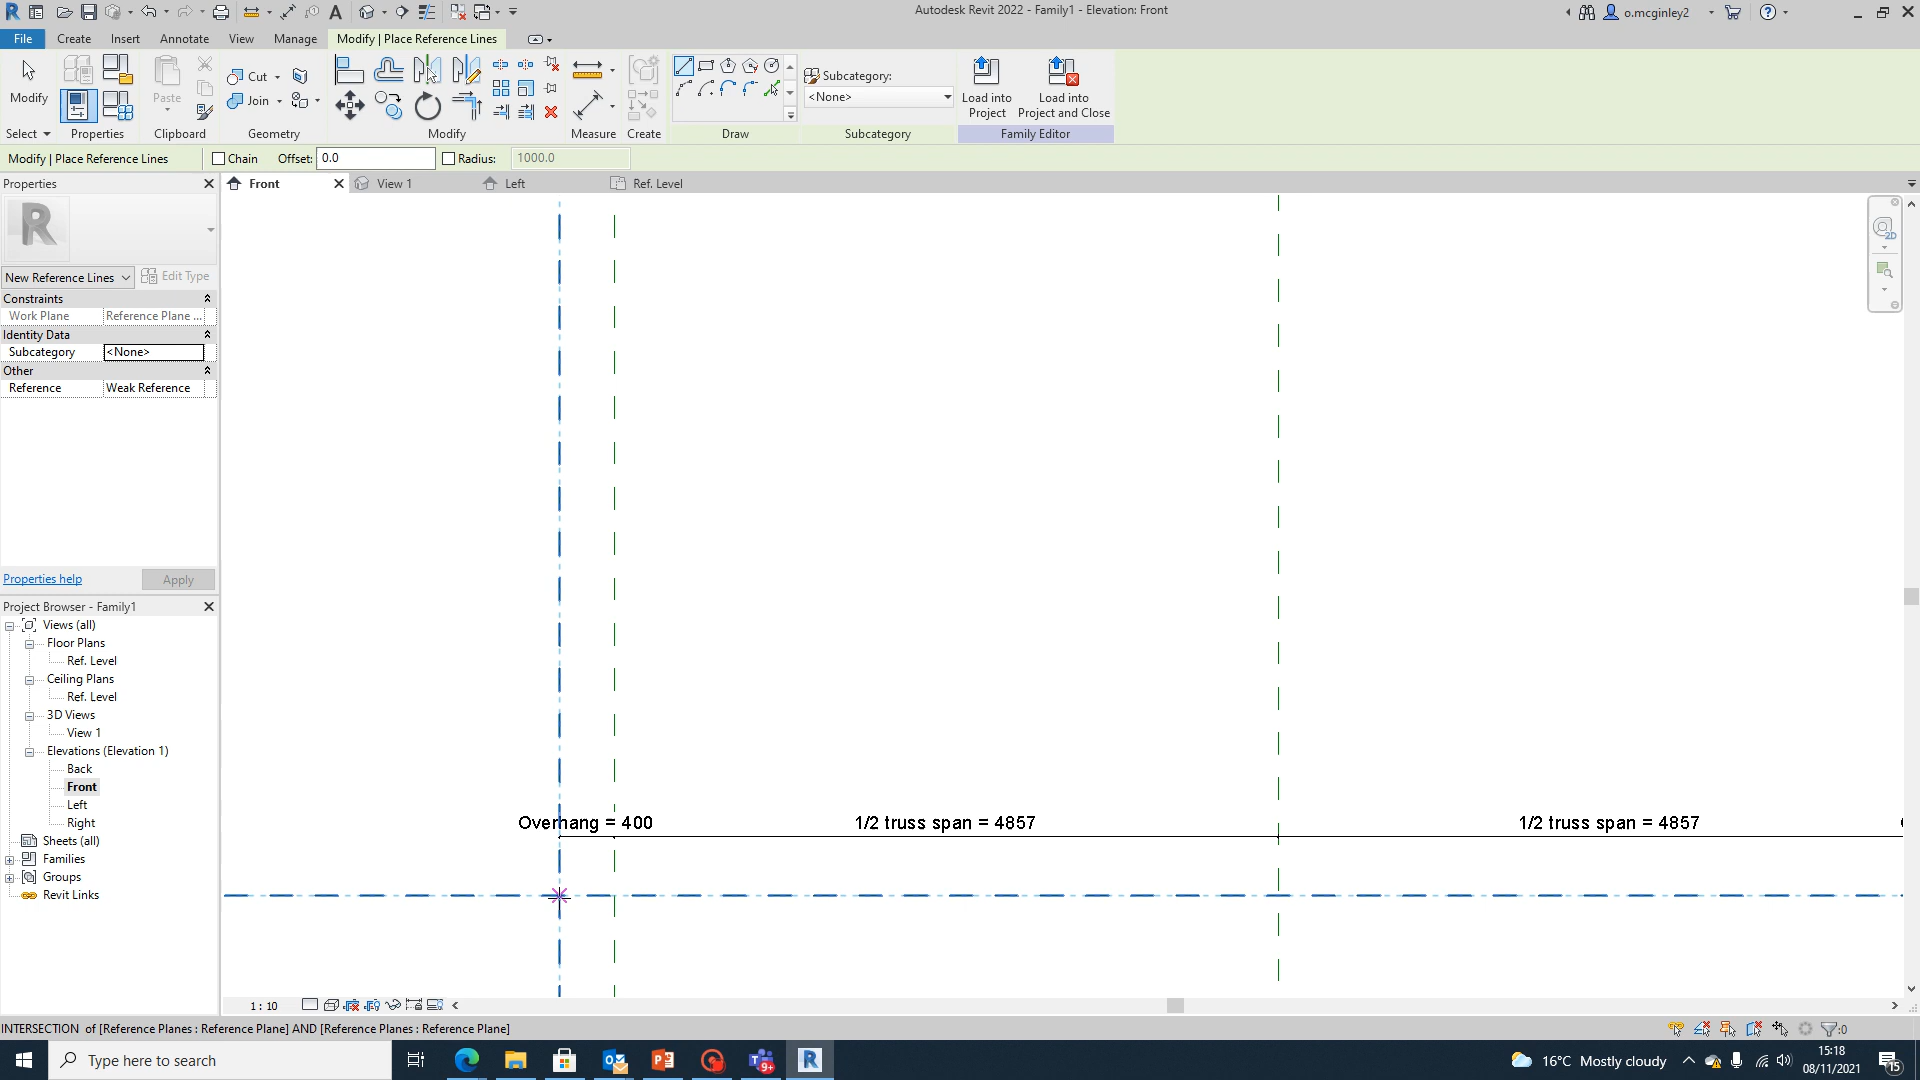 Autodesk Revit 2022 - Family1 - Elevation: Front
o.mcginley2
File Create Insert Annotate View Manage Modify | Place Reference Lines
Modify
Paste
Cut
Join
Subcategory:
<None>
Load into
Project
Load into
Project and Close
Select Properties Clipboard Geometry Modify Measure Create Draw Subcategory Family Editor
Modify | Place Reference Lines Chain Offset: 0.0 Radius: 1000.0
Properties
Front View 1 Left Ref. Level
2D
New Reference Lines Edit Type
Constraints
Work Plane Reference Plane ...
Identity Data
Subcategory <None>
Other
Reference Weak Reference
Properties help Apply
Project Browser - Family1
Views (all)
Floor Plans
Ref. Level
Ceiling Plans
Ref. Level
3D Views
View 1
Elevations (Elevation 1)
Back
Front
Left
Right
Sheets (all)
Families
Groups
Revit Links
Overhang = 400
1/2 truss span = 4857
1/2 truss span = 4857
1 : 10
INTERSECTION of [Reference Planes : Reference Plane] AND [Reference Planes : Reference Plane]
:0
Type here to search
9+
16°C Mostly cloudy
15:18
08/11/2021
15